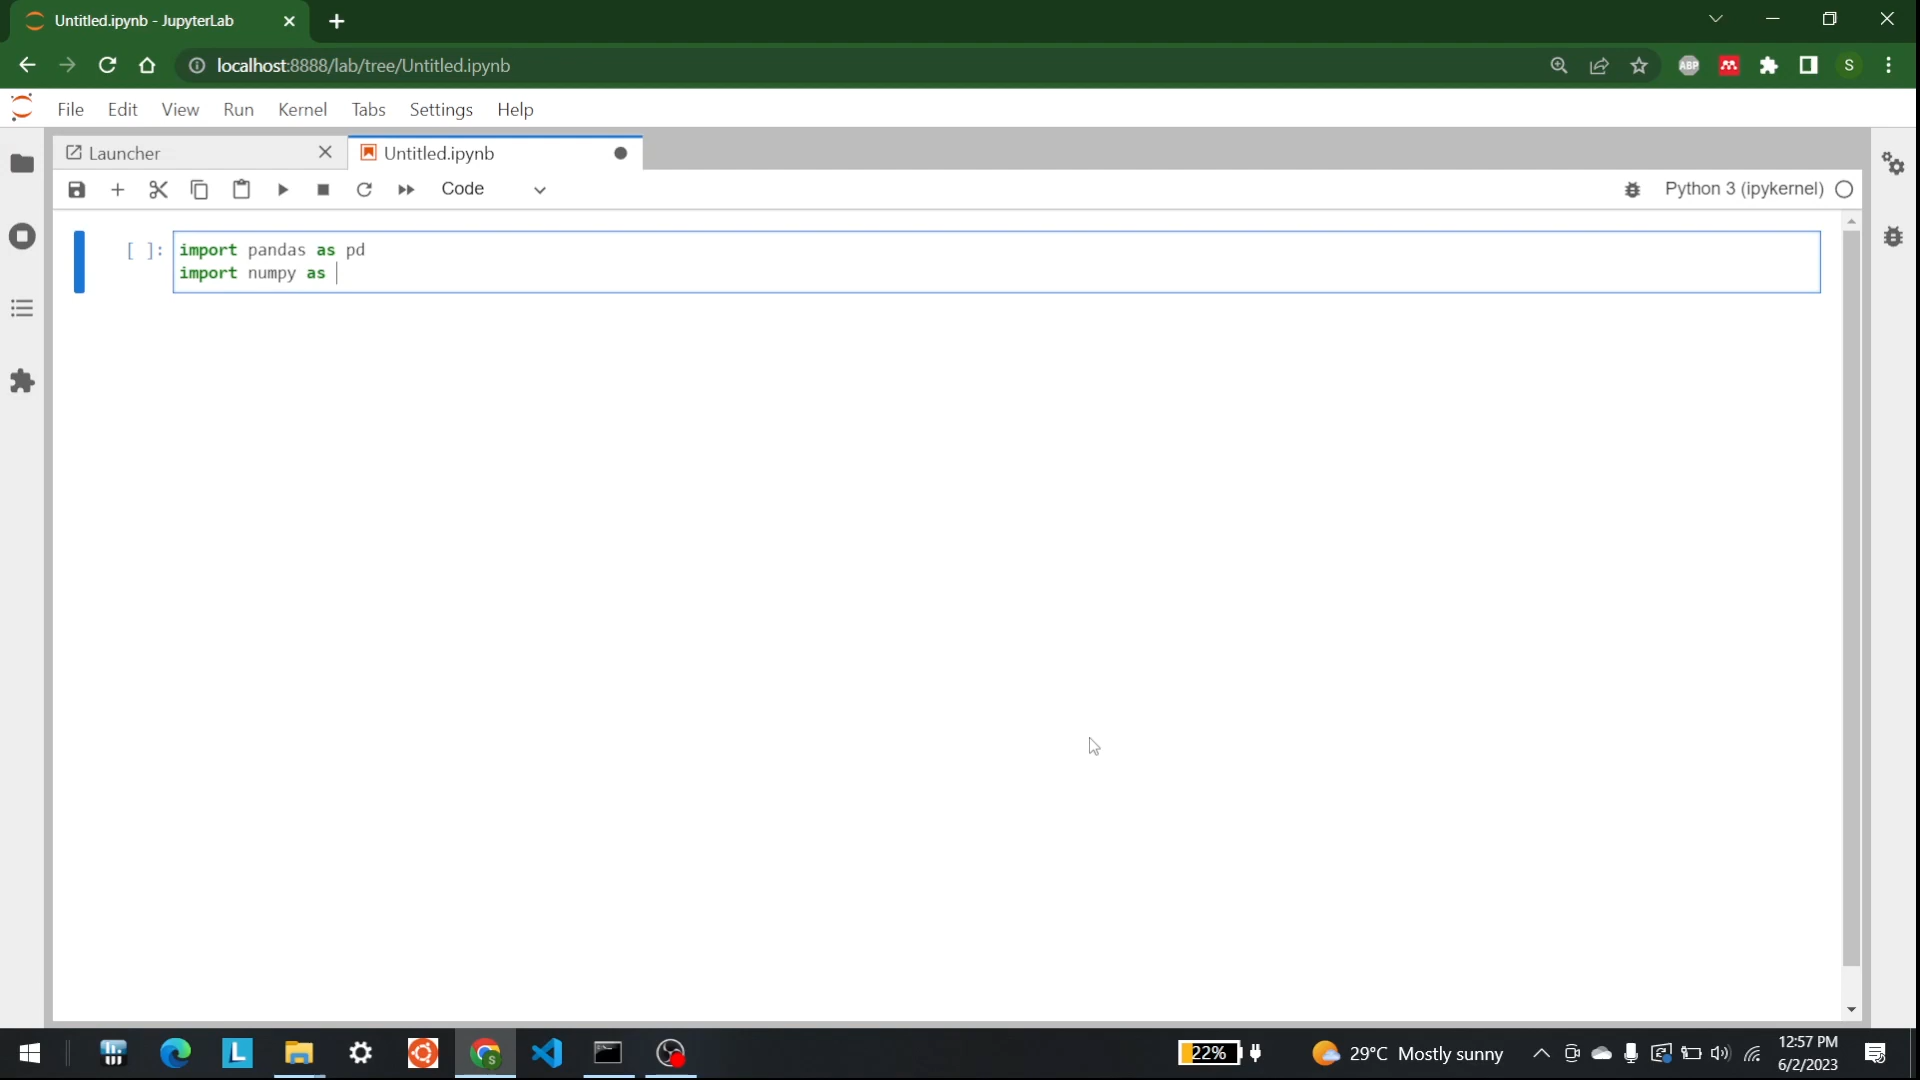 Untitled.ipynb - JupyterLab
localhost:8888/lab/tree/Untitled.ipynb
ABP
S
File Edit View Run Kernel Tabs Settings Help
Launcher
Untitled.ipynb
Code
Python 3 (ipykernel)
[ ]:
import pandas as pd
import numpy as
L
S
22%
29°C Mostly sunny
12:57 PM
6/2/2023